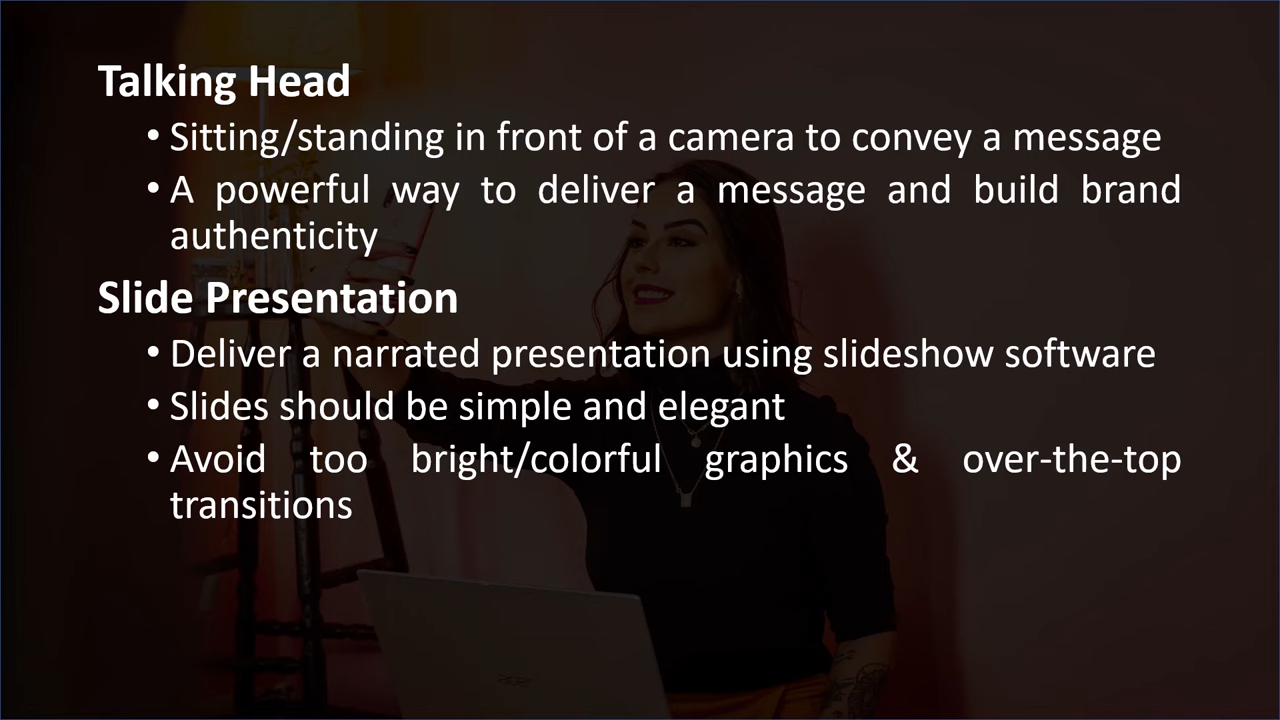 Talking Head
• Sitting/standing in front of a camera to convey a message
• A powerful way to deliver a message and build brand
authenticity
Slide Presentation
• Deliver a narrated presentation using slideshow software
• Slides should be simple and elegant
• Avoid too bright/colorful graphics & over-the-top
transitions